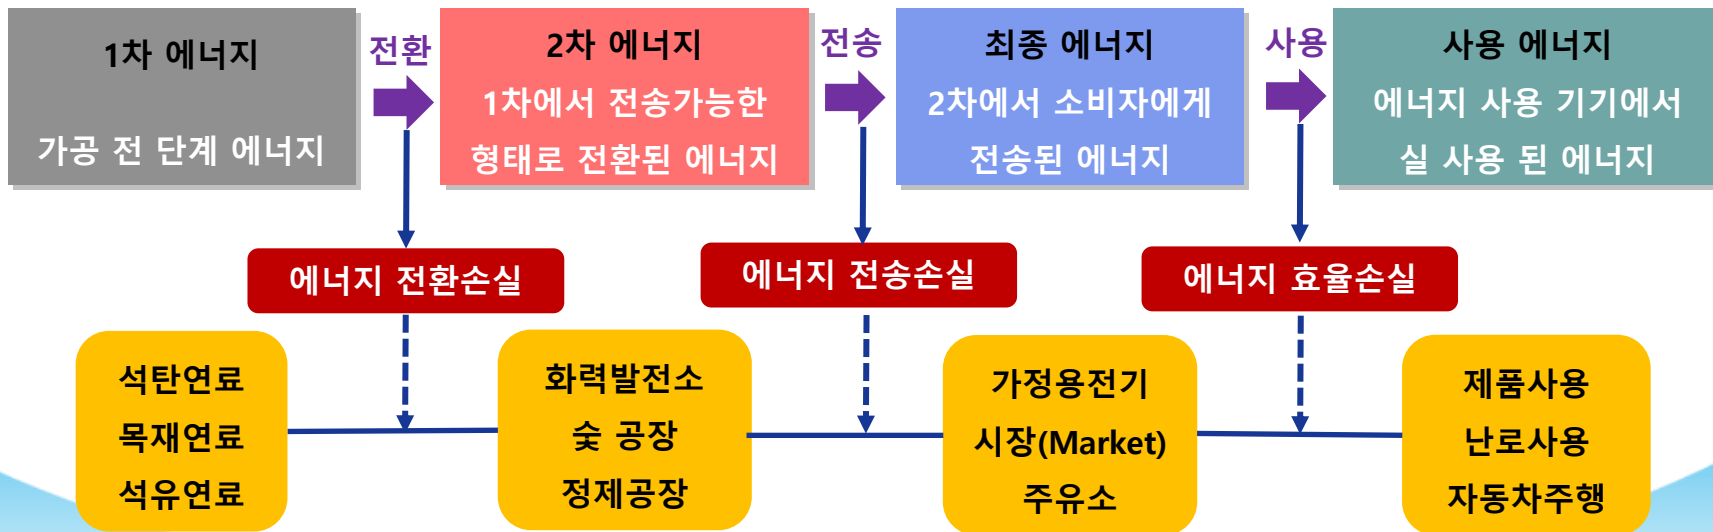 1차 에너지
가공 전 단계 에너지
전환
2차 에너지
1차에서 전송가능한
형태로 전환된 에너지
전송
최종 에너지
2차에서 소비자에게
전송된 에너지
사용
사용 에너지
에너지 사용 기기에서
실 사용 된 에너지
에너지 전환손실
에너지 전송손실
에너지 효율손실
석탄연료
목재연료
석유연료
화력발전소
숯 공장
정제공장
가정용전기
시장(Market)
주유소
제품사용
난로사용
자동차주행